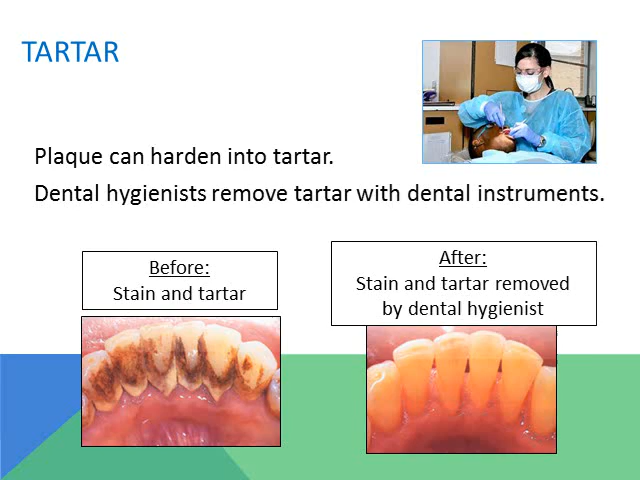 TARTAR
Plaque can harden into tartar.
Dental hygienists remove tartar with dental instruments.
Before:
Stain and tartar
After:
Stain and tartar removed
by dental hygienist